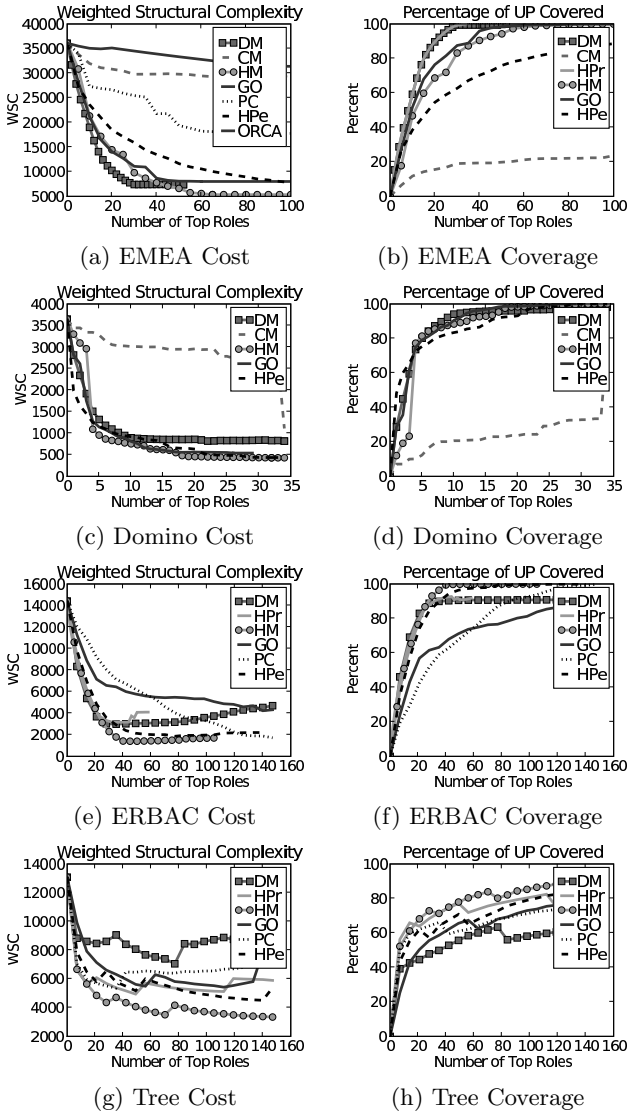 Weighted Structural Complexity
40000
35000
30000
25000
20000
15000
10000
5000
WSC
0 20 40 60 80 100
Number of Top Roles
DM
CM
HM
GO
PC
HPe
ORCA
(a) EMEA Cost
Percentage of UP Covered
100
80
60
40
20
0
Percent
0 20 40 60 80 100
Number of Top Roles
DM
CM
HPr
HM
GO
HPe
(b) EMEA Coverage
Weighted Structural Complexity
4000
3500
3000
2500
2000
1500
1000
500
0
WSC
0 5 10 15 20 25 30 35
Number of Top Roles
DM
CM
HM
GO
HPe
(c) Domino Cost
Percentage of UP Covered
100
80
60
40
20
0
Percent
0 5 10 15 20 25 30 35
Number of Top Roles
DM
CM
HM
GO
HPe
(d) Domino Coverage
Weighted Structural Complexity
16000
14000
12000
10000
8000
6000
4000
2000
0
WSC
0 20 40 60 80 100 120 140 160
Number of Top Roles
DM
HPr
HM
GO
PC
HPe
(e) ERBAC Cost
Percentage of UP Covered
100
80
60
40
20
0
Percent
0 20 40 60 80 100 120 140 160
Number of Top Roles
DM
HPr
HM
GO
PC
HPe
(f) ERBAC Coverage
Weighted Structural Complexity
14000
12000
10000
8000
6000
4000
2000
WSC
0 20 40 60 80 100 120 140 160
Number of Top Roles
DM
HPr
HM
GO
PC
HPe
(g) Tree Cost
Percentage of UP Covered
100
80
60
40
20
0
Percent
0 20 40 60 80 100 120 140 160
Number of Top Roles
DM
HPr
HM
GO
PC
HPe
(h) Tree Coverage